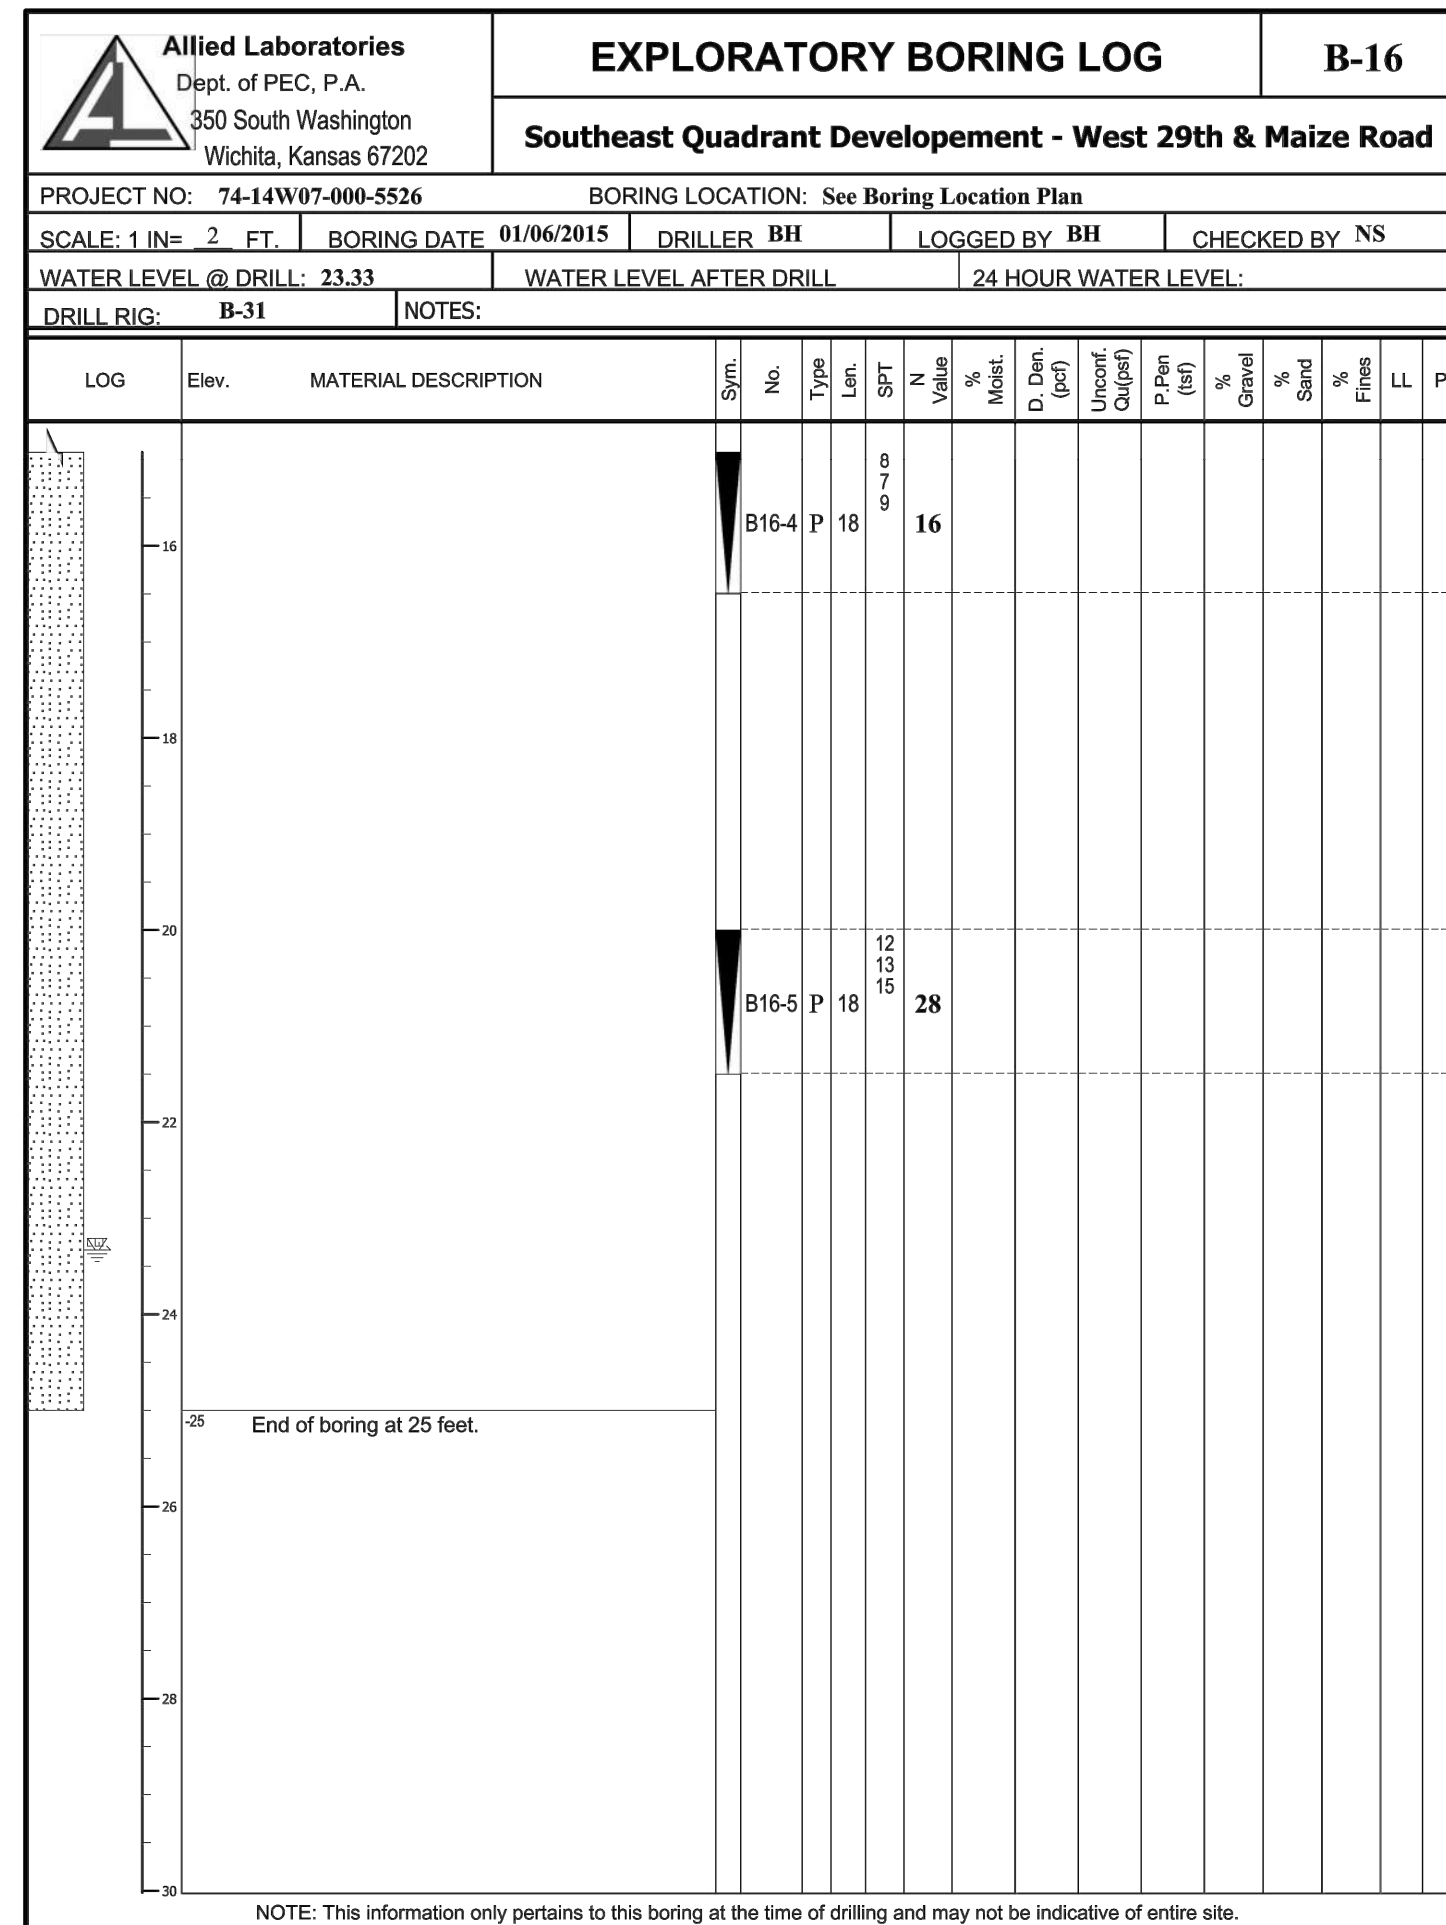 Allied Laboratories
Dept. of PEC, P.A.
350 South Washington
Wichita, Kansas 67202
EXPLORATORY BORING LOG
B-16
Southeast Quadrant Developement - West 29th & Maize Road
PROJECT NO: 74-14W07-000-5526 BORING LOCATION: See Boring Location Plan
SCALE: 1 IN= 2 FT. BORING DATE 01/06/2015 DRILLER BH LOGGED BY BH CHECKED BY NS
WATER LEVEL @ DRILL: 23.33 WATER LEVEL AFTER DRILL 24 HOUR WATER LEVEL:
DRILL RIG: B-31 NOTES:
LOG Elev. MATERIAL DESCRIPTION Sym. No. Type Len. SPT N Value % Moist. D. Den. (pcf) Unconf. Qu(psf) P.Pen (tsf) % Gravel % Sand % Fines LL P
8
7
9
B16-4 P 18 16
16
18
20
12
13
15
B16-5 P 18 28
22
24
-25 End of boring at 25 feet.
26
28
30
NOTE: This information only pertains to this boring at the time of drilling and may not be indicative of entire site.